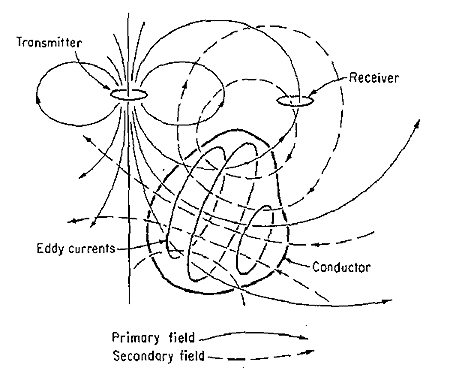 Transmitter
Receiver
Eddy currents
Conductor
Primary field
Secondary field